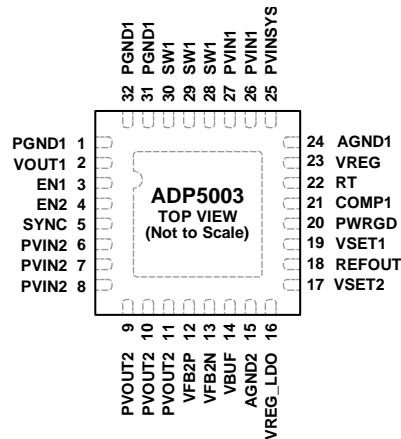 32 PGND1
31 PGND1
30 SW1
29 SW1
28 SW1
27 PVIN1
26 PVIN1
25 PVINSYS
PGND1 1
VOUT1 2
EN1 3
EN2 4
SYNC 5
PVIN2 6
PVIN2 7
PVIN2 8
ADP5003
TOP VIEW
(Not to Scale)
24 AGND1
23 VREG
22 RT
21 COMP1
20 PWRGD
19 VSET1
18 REFOUT
17 VSET2
PVOUT2 9
PVOUT2 10
PVOUT2 11
VFB2P 12
VFB2N 13
VBUF 14
AGND2 15
VREG_LDO 16